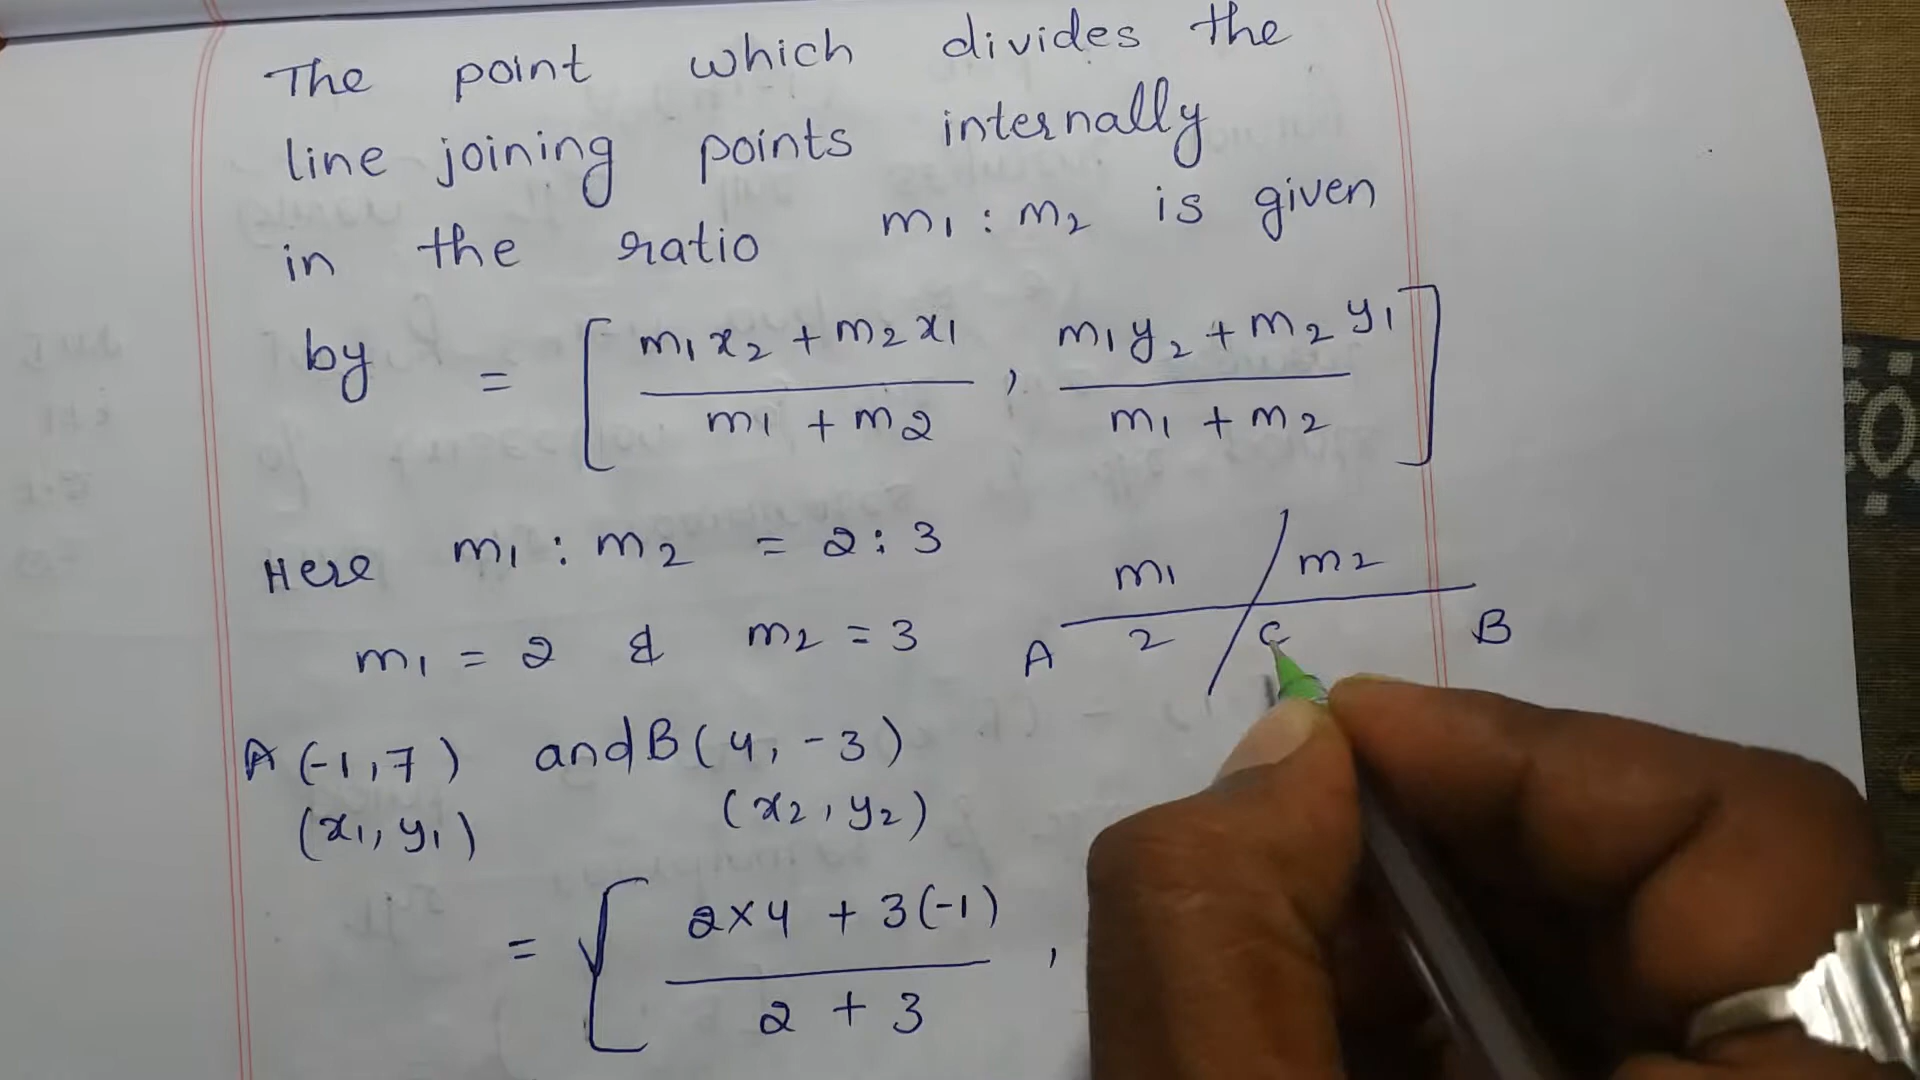 The point which divides the
line joining points internally
in the ratio m1 : m2 is given
by = [ m1x2 + m2x1 / m1 + m2 , m1y2 + m2y1 / m1 + m2 ]
Here m1 : m2 = 2 : 3
m1 m2
m1 = 2 & m2 = 3
A 2 C B
A (-1, 7) and B (4, -3)
(x1, y1) (x2, y2)
= [ 2×4 + 3(-1) / 2 + 3 ,